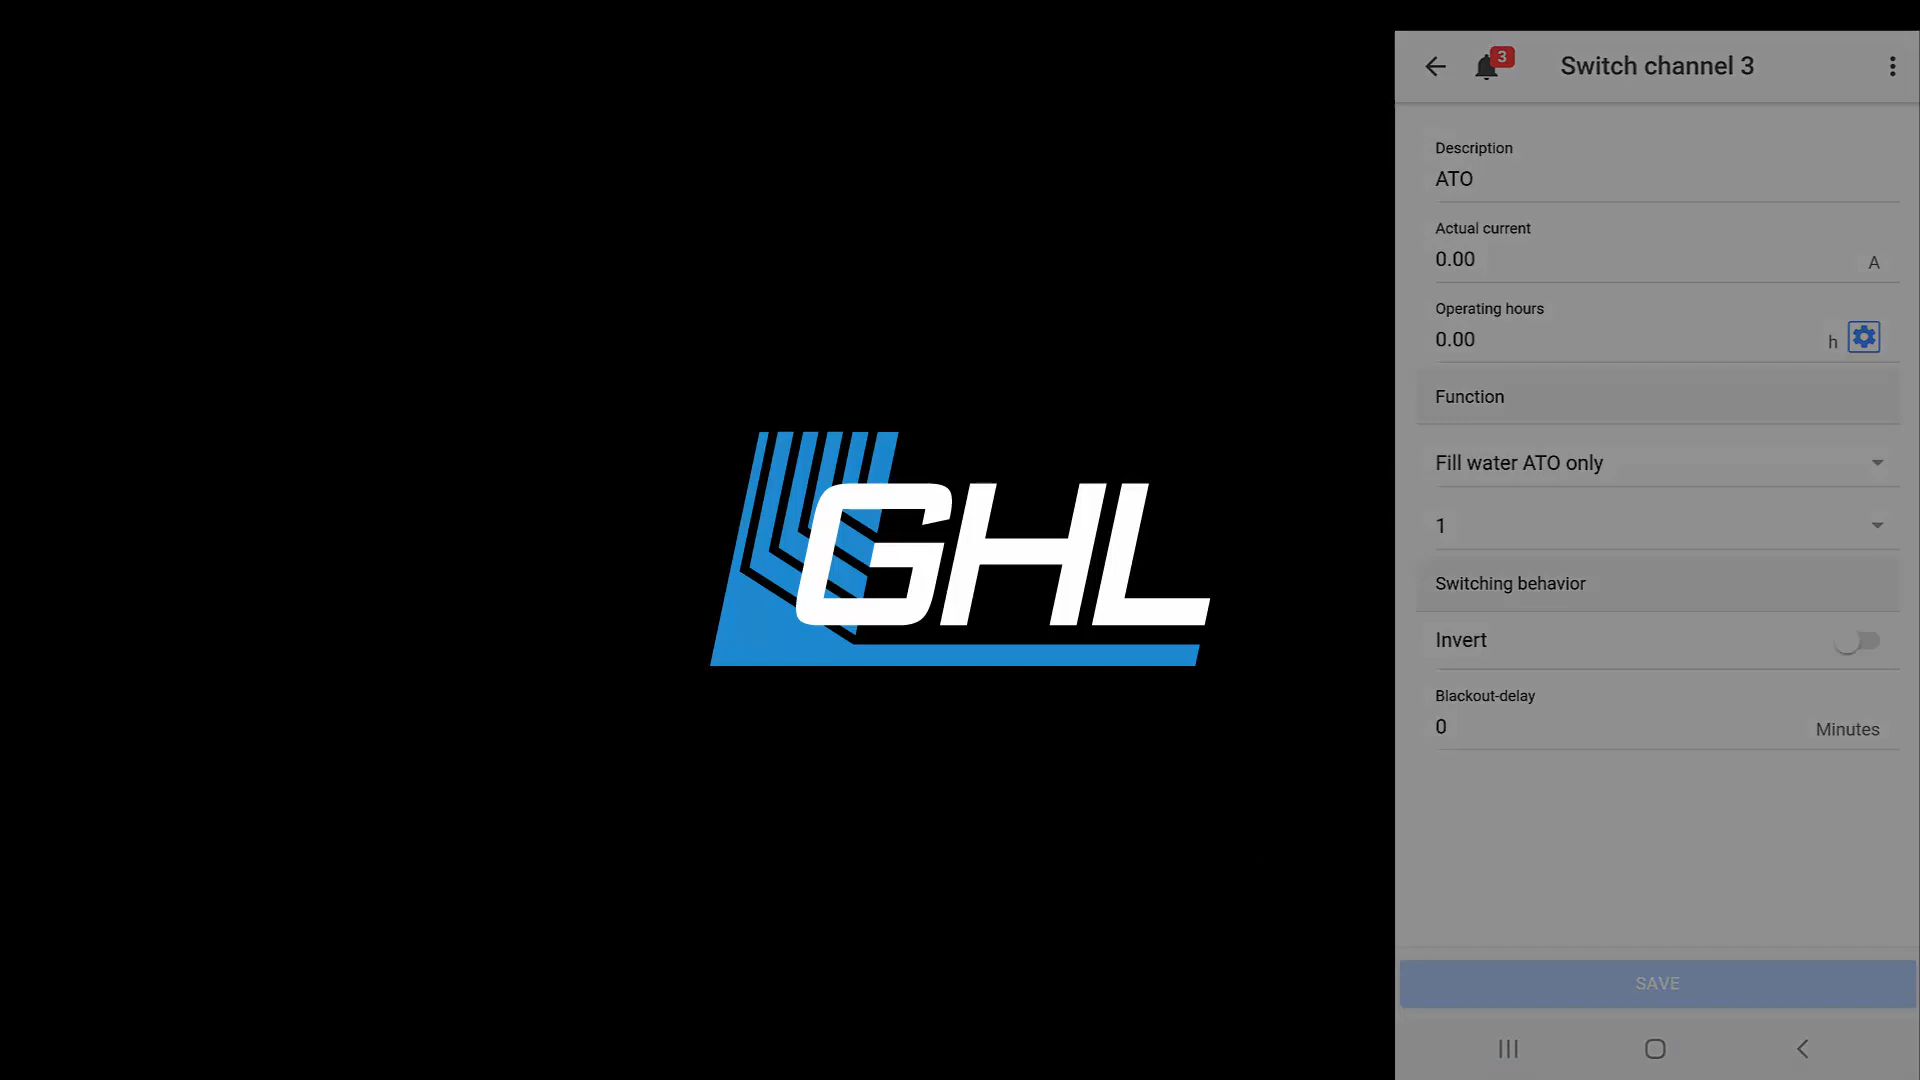 GHL
3
Switch channel 3
Description
ATO
Actual current
0.00 A
Operating hours
0.00 h
Function
Fill water ATO only
1
Switching behavior
Invert
Blackout-delay
0 Minutes
SAVE